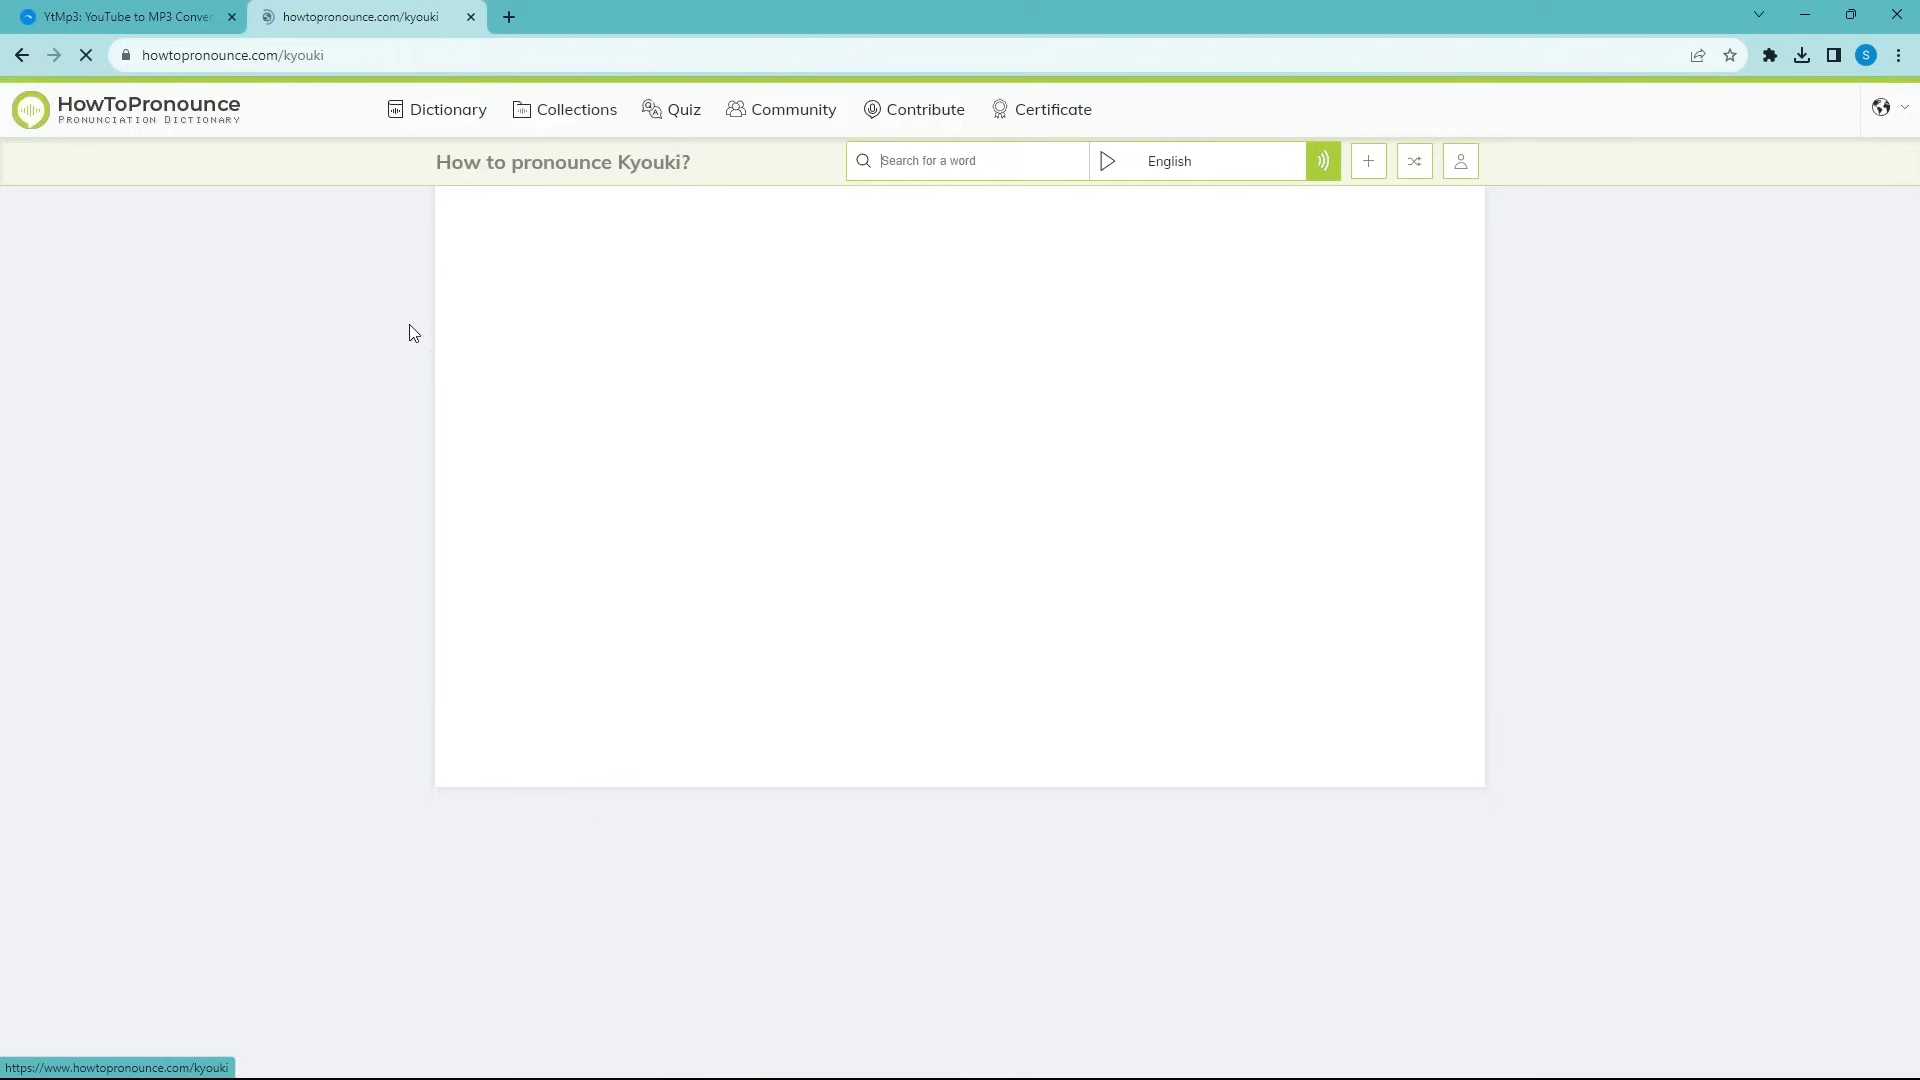 YtMp3: YouTube to MP3 Conver
howtopronounce.com/kyouki
howtopronounce.com/kyouki
S
HowToPronounce
PRONUNCIATION DICTIONARY
Dictionary
Collections
Quiz
Community
Contribute
Certificate
How to pronounce Kyouki?
Search for a word
English
https://www.howtopronounce.com/kyouki